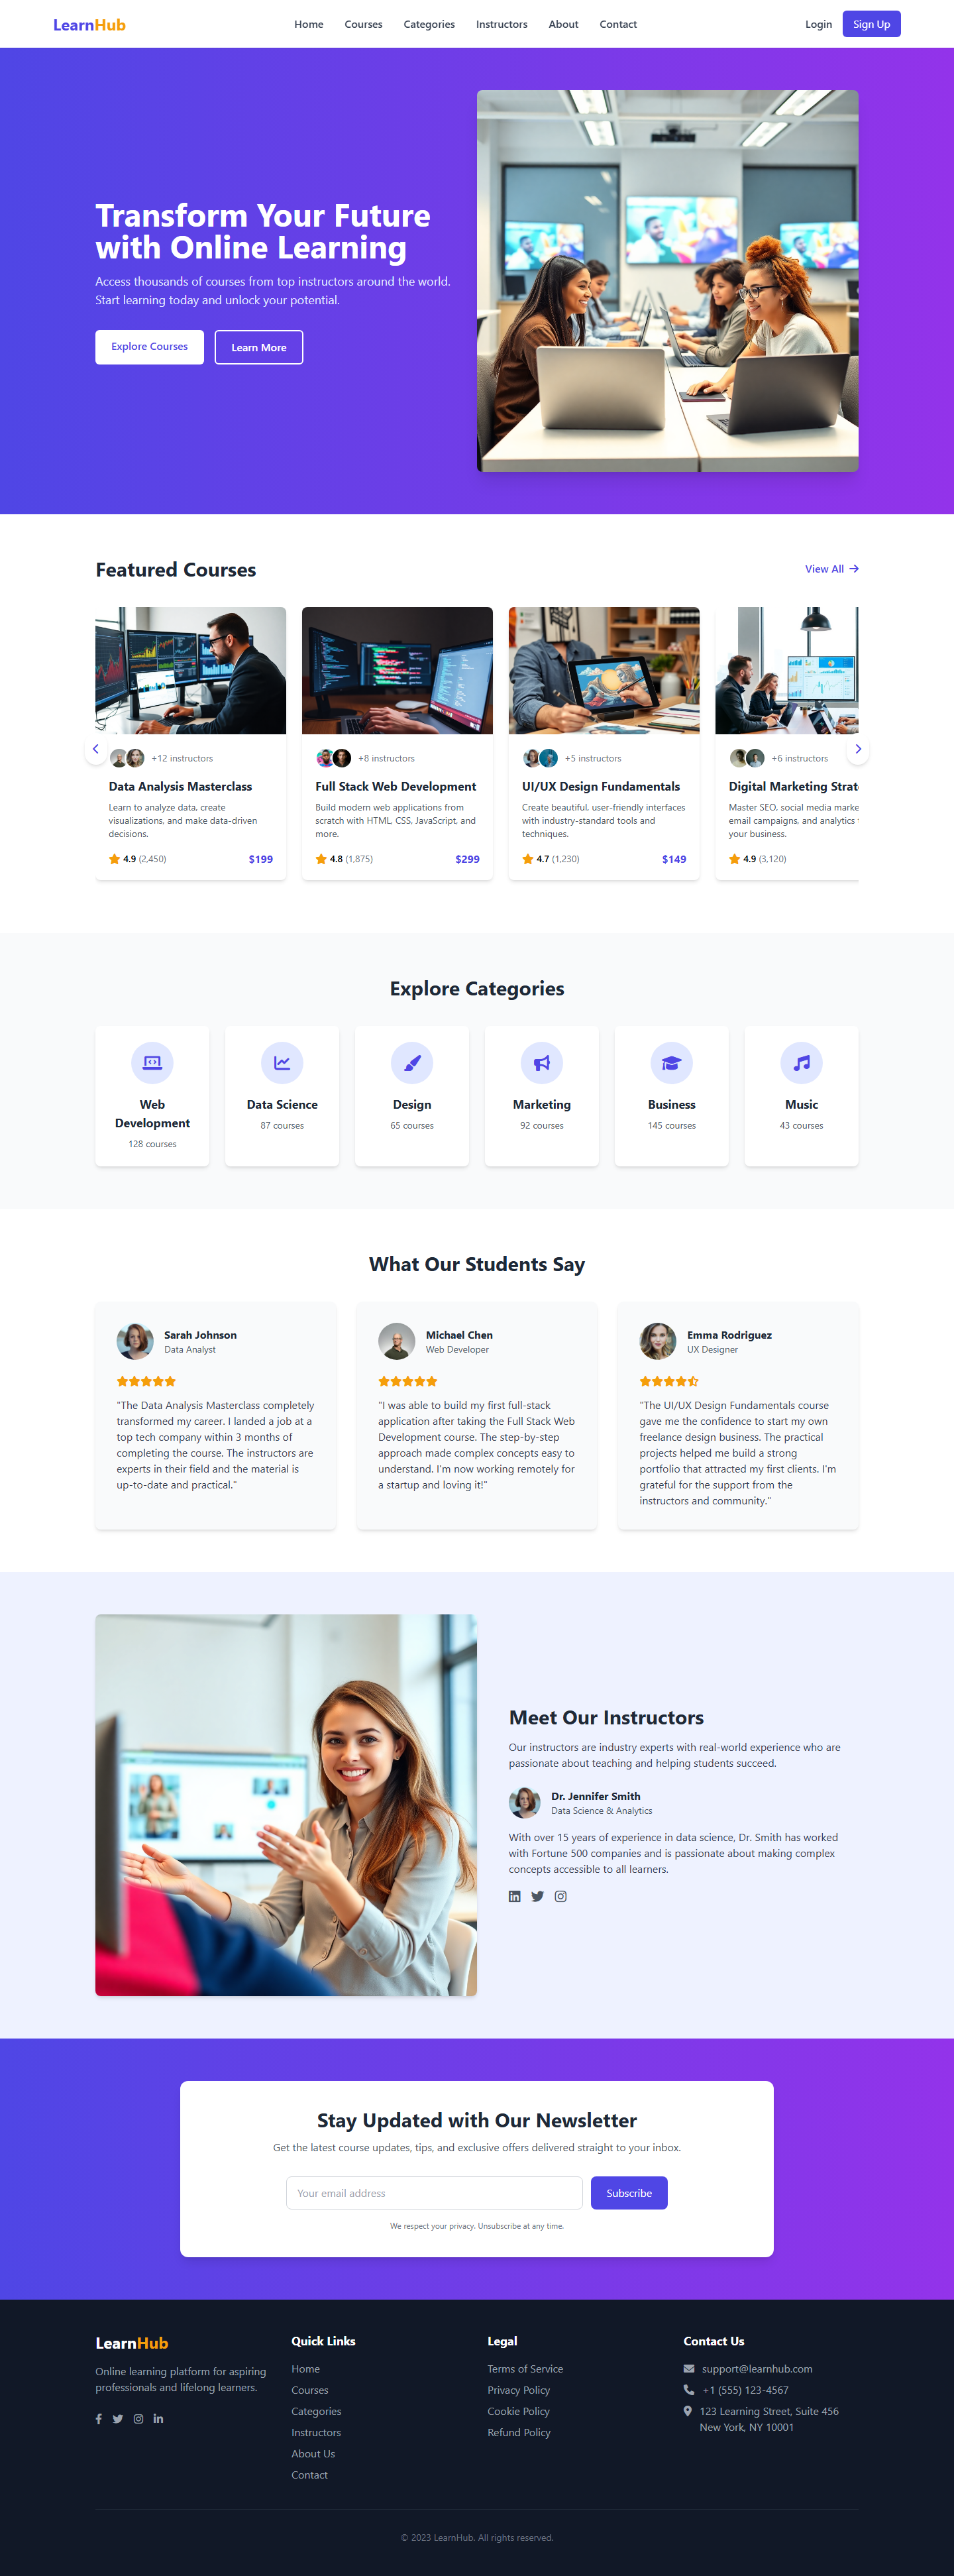 LearnHub
Home Courses Categories Instructors About Contact
Login Sign Up
Transform Your Future
with Online Learning
Access thousands of courses from top instructors around the world.
Start learning today and unlock your potential.
Explore Courses Learn More
Featured Courses
View All
+12 instructors
Data Analysis Masterclass
Learn to analyze data, create
visualizations, and make data-driven
decisions.
4.9 (2,450) $199
+8 instructors
Full Stack Web Development
Build modern web applications from
scratch with HTML, CSS, JavaScript, and
more.
4.8 (1,875) $299
+5 instructors
UI/UX Design Fundamentals
Create beautiful, user-friendly interfaces
with industry-standard tools and
techniques.
4.7 (1,230) $149
+6 instructors
Digital Marketing Strat
Master SEO, social media marke
email campaigns, and analytics
your business.
4.9 (3,120)
Explore Categories
Web
Development
128 courses
Data Science
87 courses
Design
65 courses
Marketing
92 courses
Business
145 courses
Music
43 courses
What Our Students Say
Sarah Johnson
Data Analyst
"The Data Analysis Masterclass completely
transformed my career. I landed a job at a
top tech company within 3 months of
completing the course. The instructors are
experts in their field and the material is
up-to-date and practical."
Michael Chen
Web Developer
"I was able to build my first full-stack
application after taking the Full Stack Web
Development course. The step-by-step
approach made complex concepts easy to
understand. I'm now working remotely for
a startup and loving it!"
Emma Rodriguez
UX Designer
"The UI/UX Design Fundamentals course
gave me the confidence to start my own
freelance design business. The practical
projects helped me build a strong
portfolio that attracted my first clients. I'm
grateful for the support from the
instructors and community."
Meet Our Instructors
Our instructors are industry experts with real-world experience who are
passionate about teaching and helping students succeed.
Dr. Jennifer Smith
Data Science & Analytics
With over 15 years of experience in data science, Dr. Smith has worked
with Fortune 500 companies and is passionate about making complex
concepts accessible to all learners.
Stay Updated with Our Newsletter
Get the latest course updates, tips, and exclusive offers delivered straight to your inbox.
Your email address Subscribe
We respect your privacy. Unsubscribe at any time.
LearnHub
Online learning platform for aspiring
professionals and lifelong learners.
Quick Links
Home
Courses
Categories
Instructors
About Us
Contact
Legal
Terms of Service
Privacy Policy
Cookie Policy
Refund Policy
Contact Us
support@learnhub.com
+1 (555) 123-4567
123 Learning Street, Suite 456
New York, NY 10001
© 2023 LearnHub. All rights reserved.